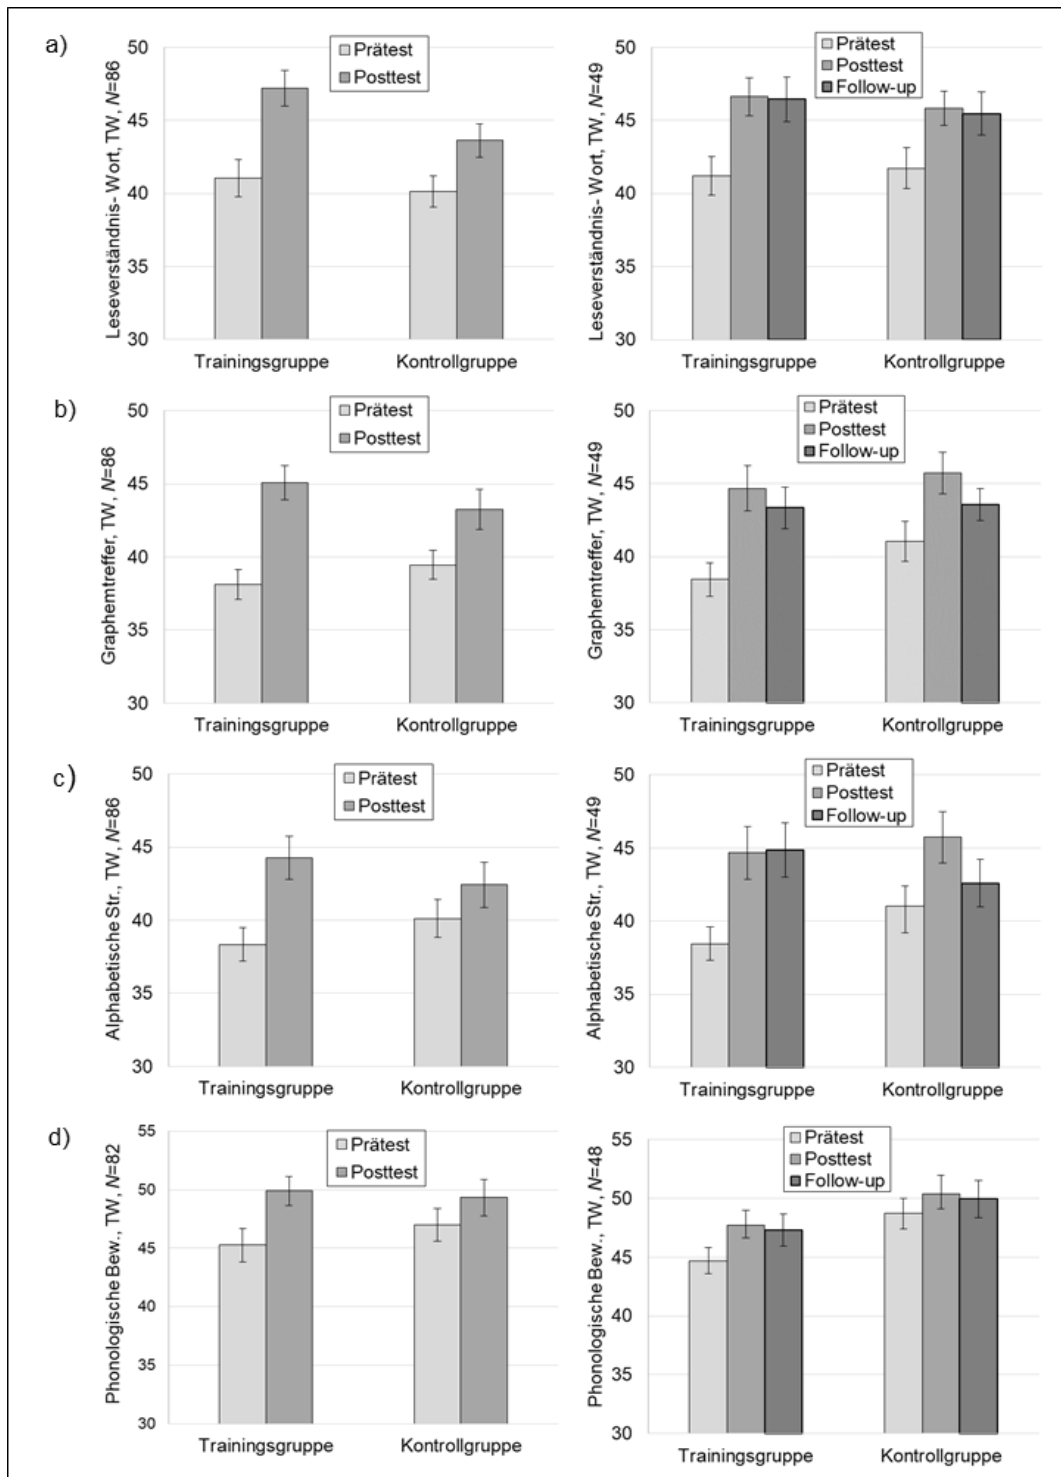 a)
Leseverständnis- Wort, TW, N=86
50
45
40
35
30
Prätest
Posttest
Trainingsgruppe
Kontrollgruppe
Leseverständnis- Wort, TW, N=49
50
45
40
35
30
Prätest
Posttest
Follow-up
Trainingsgruppe
Kontrollgruppe
b)
Graphemtreffer, TW, N=86
50
45
40
35
30
Prätest
Posttest
Trainingsgruppe
Kontrollgruppe
Graphemtreffer, TW, N=49
50
45
40
35
30
Prätest
Posttest
Follow-up
Trainingsgruppe
Kontrollgruppe
c)
Alphabetische Str., TW, N=86
50
45
40
35
30
Prätest
Posttest
Trainingsgruppe
Kontrollgruppe
Alphabetische Str., TW, N=49
50
45
40
35
30
Prätest
Posttest
Follow-up
Trainingsgruppe
Kontrollgruppe
d)
Phonologische Bew., TW, N=82
55
50
45
40
35
30
Prätest
Posttest
Trainingsgruppe
Kontrollgruppe
Phonologische Bew., TW, N=48
55
50
45
40
35
30
Prätest
Posttest
Follow-up
Trainingsgruppe
Kontrollgruppe